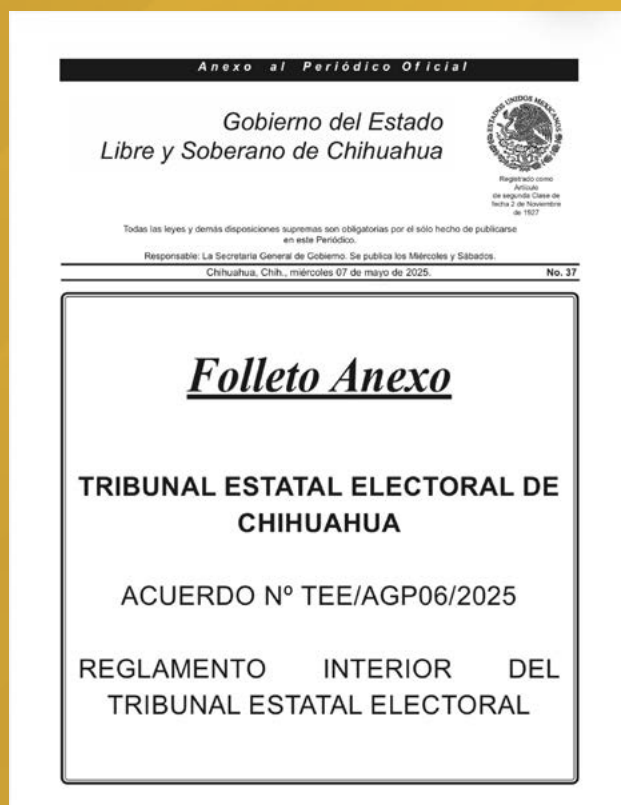 Anexo al Periódico Oficial
Gobierno del Estado
Libre y Soberano de Chihuahua
ESTADOS UNIDOS MEXICANOS
Registrado como
Artículo
de segunda Clase de
fecha 2 de Noviembre
de 1927
Todas las leyes y demás disposiciones supremas son obligatorias por el sólo hecho de publicarse
en este Periódico.
Responsable: La Secretaría General de Gobierno. Se publica los Miércoles y Sábados.
Chihuahua, Chih., miércoles 07 de mayo de 2025. No. 37
Folleto Anexo
TRIBUNAL ESTATAL ELECTORAL DE
CHIHUAHUA
ACUERDO Nº TEE/AGP06/2025
REGLAMENTO INTERIOR DEL
TRIBUNAL ESTATAL ELECTORAL